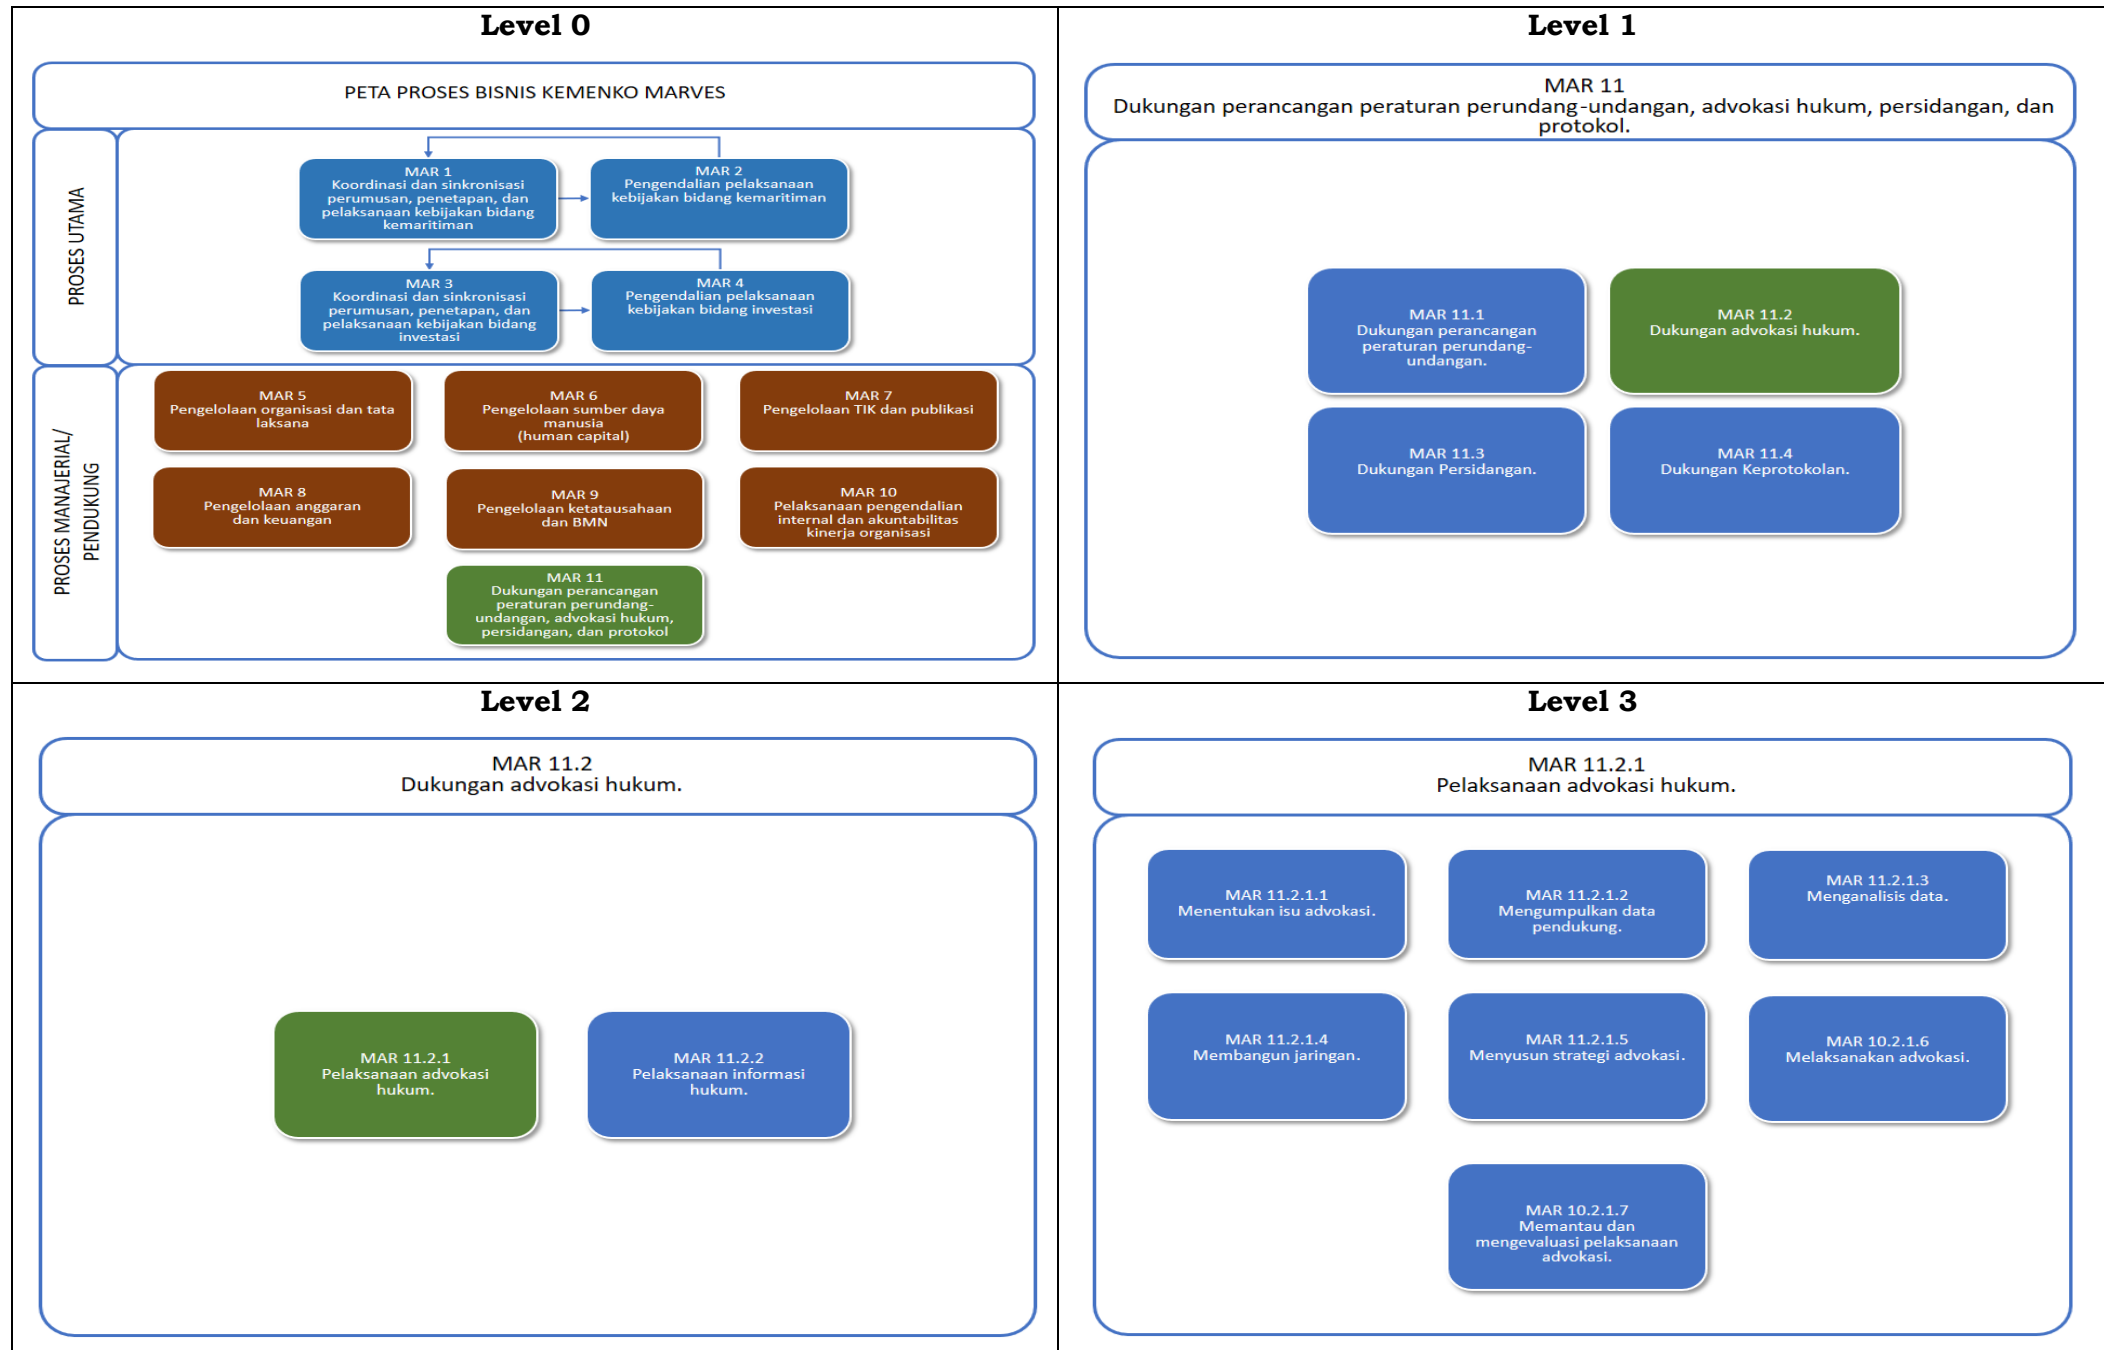 Level 0
PETA PROSES BISNIS KEMENKO MARVES
PROSES UTAMA
MAR 1
Koordinasi dan sinkronisasi
perumusan, penetapan, dan
pelaksanaan kebijakan bidang
kemaritiman
MAR 2
Pengendalian pelaksanaan
kebijakan bidang kemaritiman
MAR 3
Koordinasi dan sinkronisasi
perumusan, penetapan, dan
pelaksanaan kebijakan bidang
investasi
MAR 4
Pengendalian pelaksanaan
kebijakan bidang investasi
PROSES MANAJERIAL/
PENDUKUNG
MAR 5
Pengelolaan organisasi dan tata
laksana
MAR 6
Pengelolaan sumber daya
manusia
(human capital)
MAR 7
Pengelolaan TIK dan publikasi
MAR 8
Pengelolaan anggaran
dan keuangan
MAR 9
Pengelolaan ketatausahaan
dan BMN
MAR 10
Pelaksanaan pengendalian
internal dan akuntabilitas
kinerja organisasi
MAR 11
Dukungan perancangan
peraturan perundang-
undangan, advokasi hukum,
persidangan, dan protokol
Level 1
MAR 11
Dukungan perancangan peraturan perundang-undangan, advokasi hukum, persidangan, dan
protokol.
MAR 11.1
Dukungan perancangan
peraturan perundang-
undangan.
MAR 11.2
Dukungan advokasi hukum.
MAR 11.3
Dukungan Persidangan.
MAR 11.4
Dukungan Keprotokolan.
Level 2
MAR 11.2
Dukungan advokasi hukum.
MAR 11.2.1
Pelaksanaan advokasi
hukum.
MAR 11.2.2
Pelaksanaan informasi
hukum.
Level 3
MAR 11.2.1
Pelaksanaan advokasi hukum.
MAR 11.2.1.1
Menentukan isu advokasi.
MAR 11.2.1.2
Mengumpulkan data
pendukung.
MAR 11.2.1.3
Menganalisis data.
MAR 11.2.1.4
Membangun jaringan.
MAR 11.2.1.5
Menyusun strategi advokasi.
MAR 10.2.1.6
Melaksanakan advokasi.
MAR 10.2.1.7
Memantau dan
mengevaluasi pelaksanaan
advokasi.